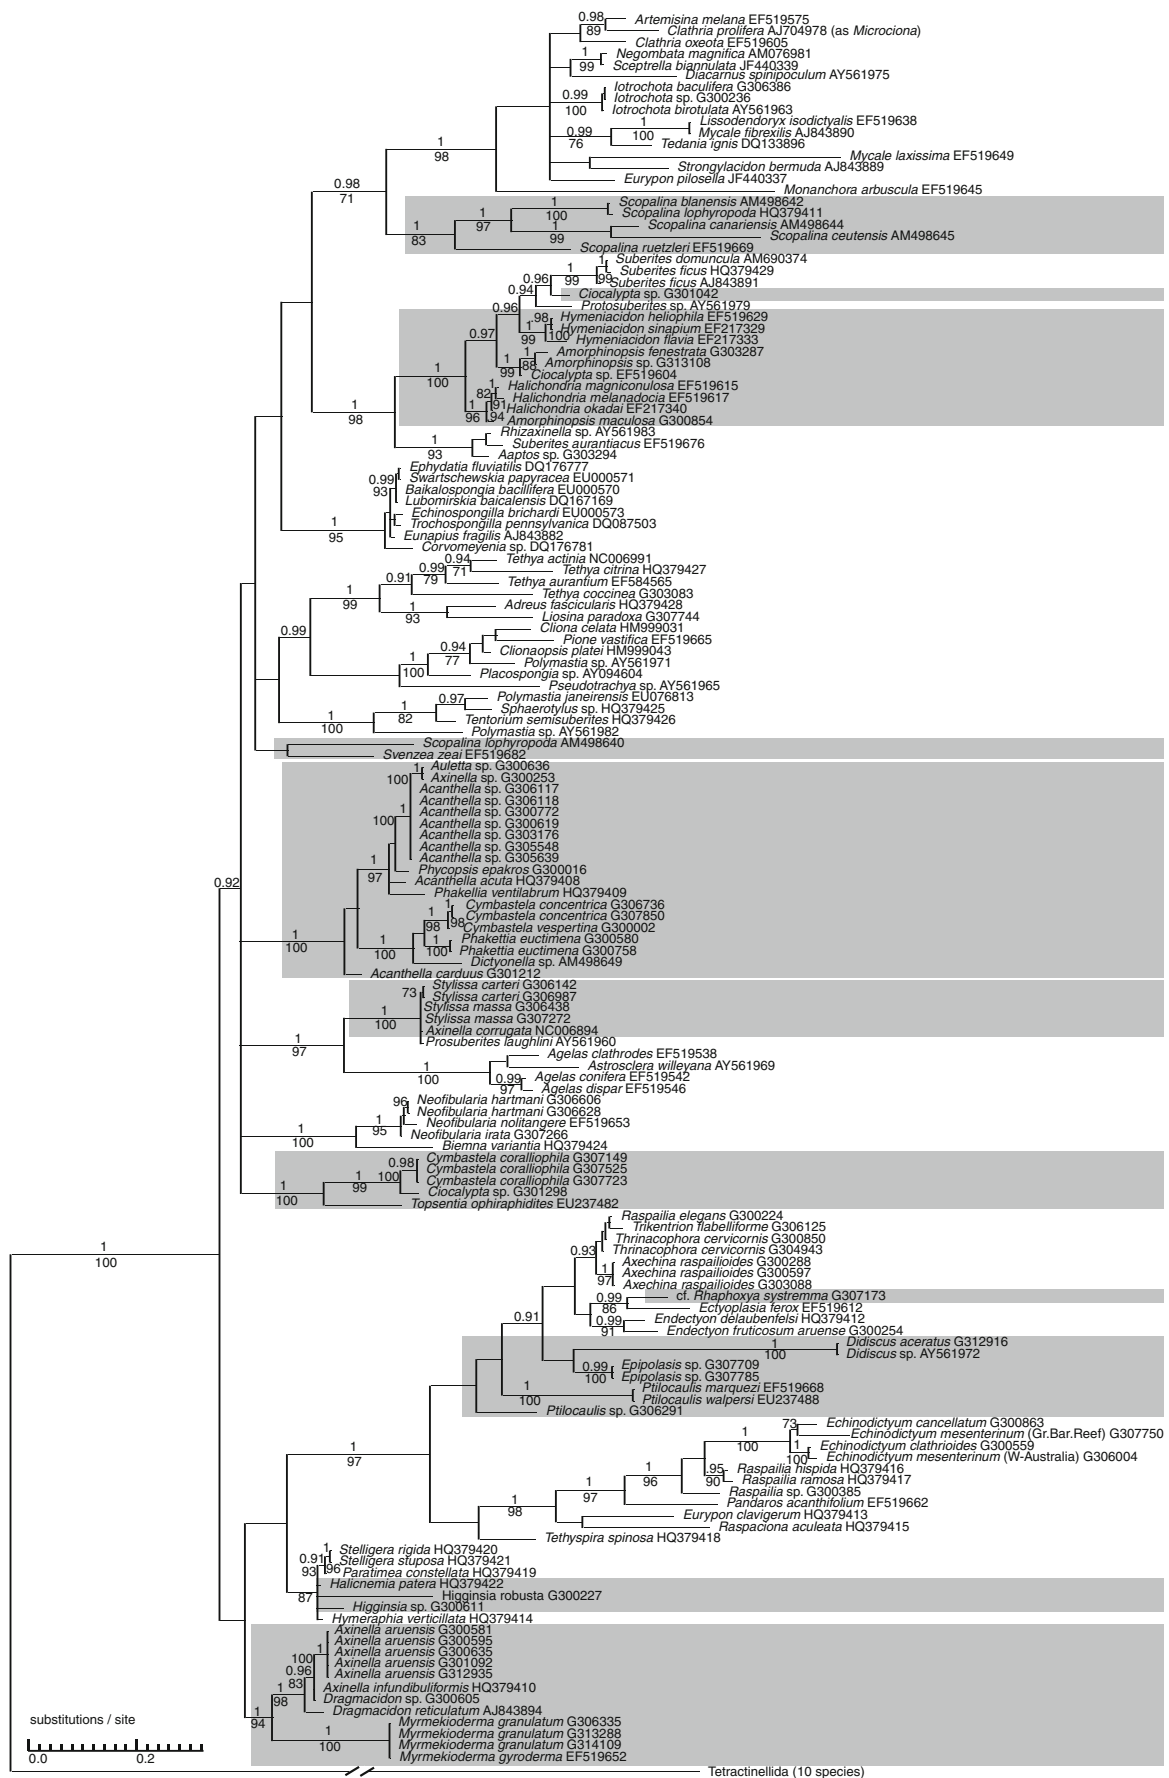 0.98
Artemisina melana EF519575
89
Clathria prolifera AJ704978 (as Microciona)
Clathria oxeota EF519605
1
Negombata magnifica AM076981
99
Sceptrella biannulata JF440339
Diacarnus spinipoculum AY561975
Iotrochota baculifera G306386
0.99
Iotrochota sp. G300236
100
Iotrochota birotulata AY561963
1
Lissodendoryx isodictyalis EF519638
0.99
100
Mycale fibrexilis AJ843890
76
Tedania ignis DQ133896
1
98
Mycale laxissima EF519649
Strongylacidon bermuda AJ843889
Eurypon pilosella JF440337
0.98
71
Monanchora arbuscula EF519645
1
Scopalina blanensis AM498642
100
Scopalina lophyropoda HQ379411
1
97
1
Scopalina canariensis AM498644
1
83
99
Scopalina ceutensis AM498645
Scopalina ruetzleri EF519669
1
Suberites domuncula AM690374
1
Suberites ficus HQ379429
0.96
99
99
Suberites ficus AJ843891
0.94
Ciocalypta sp. G301042
0.96
Protosuberites sp. AY561979
.98
Hymeniacidon heliophila EF519629
0.97
1
Hymeniacidon sinapium EF217329
99
100
Hymeniacidon flavia EF217333
1
Amorphinopsis fenestrata G303287
1
88
Amorphinopsis sp. G313108
1
100
99
Ciocalypta sp. EF519604
1
Halichondria magniconulosa EF519615
82
Halichondria melanadocia EF519617
1
91
Halichondria okadai EF217340
1
98
96
94
Amorphinopsis maculosa G300854
Rhizaxinella sp. AY561983
1
93
Suberites aurantiacus EF519676
Aaptos sp. G303294
Ephydatia fluviatilis DQ176777
0.99
Swartschewskia papyracea EU000571
93
Baikalospongia bacillifera EU000570
Lubomirskia baicalensis DQ167169
Echinospongilla brichardi EU000573
1
Trochospongilla pennsylvanica DQ087503
95
Eunapius fragilis AJ843882
Corvomeyenia sp. DQ176781
0.94
Tethya actinia NC006991
0.99
71
Tethya citrina HQ379427
0.91
79
Tethya aurantium EF584565
1
Tethya coccinea G303083
99
1
Adreus fascicularis HQ379428
93
Liosina paradoxa G307744
0.99
Cliona celata HM999031
Pione vastifica EF519665
0.94
Clionaopsis platei HM999043
1
77
Polymastia sp. AY561971
100
Placospongia sp. AY094604
Pseudotrachya sp. AY561965
0.97
Polymastia janeirensis EU076813
1
Sphaerotylus sp. HQ379425
1
82
Tentorium semisuberites HQ379426
100
Polymastia sp. AY561982
Scopalina lophyropoda AM498640
Svenzea zeai EF519682
1
Auletta sp. G300636
100
Axinella sp. G300253
Acanthella sp. G306117
Acanthella sp. G306118
1
Acanthella sp. G300772
100
Acanthella sp. G300619
Acanthella sp. G303176
Acanthella sp. G305548
Acanthella sp. G305639
1
Phycopsis epakros G300016
97
Acanthella acuta HQ379408
0.92
Phakellia ventilabrum HQ379409
1
Cymbastela concentrica G306736
1
Cymbastela concentrica G307850
98
98
Cymbastela vespertina G300002
1
1
1
Phakettia euctimena G300580
100
100
100
Phakettia euctimena G300758
Dictyonella sp. AM498649
Acanthella carduus G301212
Stylissa carteri G306142
73
Stylissa carteri G306987
1
Stylissa massa G306438
100
Stylissa massa G307272
1
Axinella corrugata NC006894
97
Prosuberites laughlini AY561960
Agelas clathrodes EF519538
1
Astrosclera willeyana AY561969
100
0.99
Agelas conifera EF519542
97
Agelas dispar EF519546
96
Neofibularia hartmani G306606
Neofibularia hartmani G306628
1
Neofibularia nolitangere EF519653
1
95
Neofibularia irata G307266
100
Biemna variantia HQ379424
0.98
Cymbastela coralliophila G307149
Cymbastela coralliophila G307525
1
100
Cymbastela coralliophila G307723
1
99
Ciocalypta sp. G301298
100
Topsentia ophiraphidites EU237482
Raspailia elegans G300224
Trikentrion flabelliforme G306125
Thrinacophora cervicornis G300850
1
0.93
Thrinacophora cervicornis G304943
100
Axechina raspailioides G300288
1
Axechina raspailioides G300597
97
Axechina raspailioides G303088
0.99
cf. Rhaphoxya systremma G307173
86
Ectyoplasia ferox EF519612
0.91
0.99
Endectyon delaubenfelsi HQ379412
91
Endectyon fruticosum aruense G300254
1
Didiscus aceratus G312916
100
Didiscus sp. AY561972
0.99
Epipolasis sp. G307709
100
Epipolasis sp. G307785
1
Ptilocaulis marquezi EF519668
100
Ptilocaulis walpersi EU237488
Ptilocaulis sp. G306291
73
Echinodictyum cancellatum G300863
1
Echinodictyum mesenterinum (Gr.Bar.Reef) G307750
100
1
Echinodictyum clathrioides G300559
1
100
Echinodictyum mesenterinum (W-Australia) G306004
97
.95
Raspailia hispida HQ379416
1
96
90
Raspailia ramosa HQ379417
1
97
Raspailia sp. G300385
1
98
Pandaros acanthifolium EF519662
Eurypon clavigerum HQ379413
Raspaciona aculeata HQ379415
Tethyspira spinosa HQ379418
1
Stelligera rigida HQ379420
0.91
Stelligera stuposa HQ379421
93
96
Paratimea constellata HQ379419
Halicnemia patera HQ379422
87
Higginsia robusta G300227
Higginsia sp. G300611
Hymeraphia verticillata HQ379414
Axinella aruensis G300581
Axinella aruensis G300595
1
100
Axinella aruensis G300635
Axinella aruensis G301092
0.96
Axinella aruensis G312935
1
83
Axinella infundibuliformis HQ379410
98
Dragmacidon sp. G300605
1
Dragmacidon reticulatum AJ843894
94
substitutions / site
Myrmekioderma granulatum G306335
1
Myrmekioderma granulatum G313288
100
Myrmekioderma granulatum G314109
0.0
0.2
Myrmekioderma gyroderma EF519652
Tetractinellida (10 species)